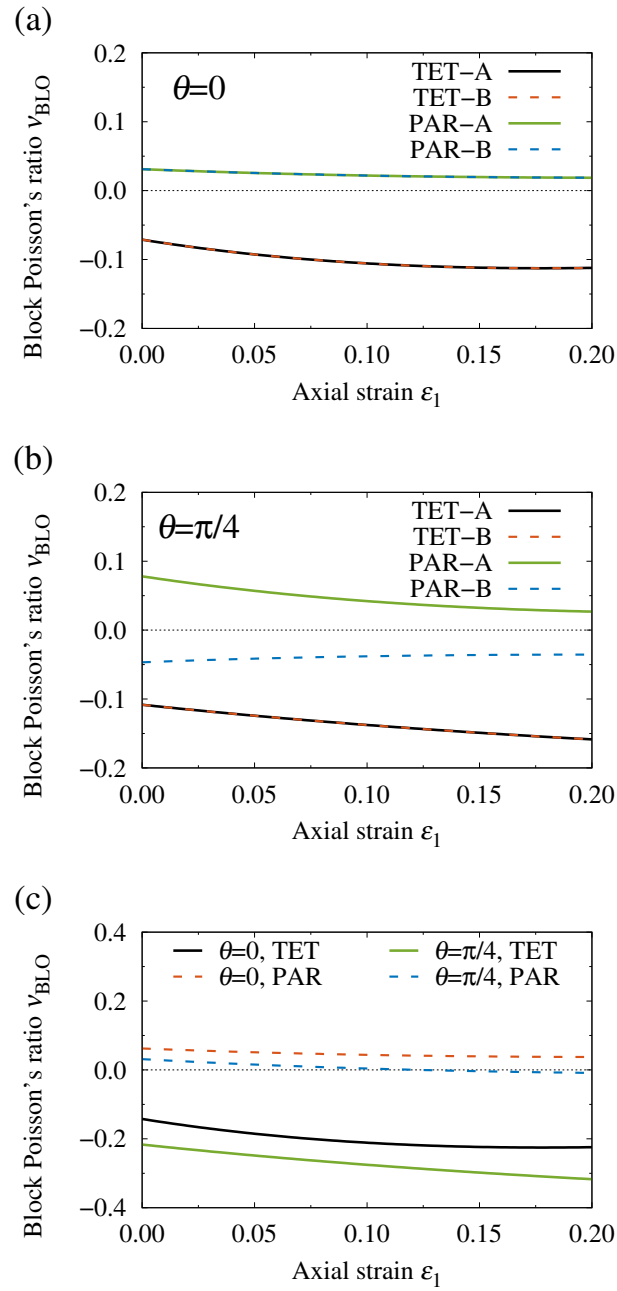 (a)
Block Poisson's ratio ν_BLO
0.2
0.1
0.0
−0.1
−0.2
θ=0
TET−A
TET−B
PAR−A
PAR−B
0.00 0.05 0.10 0.15 0.20
Axial strain ε₁
(b)
Block Poisson's ratio ν_BLO
0.2
0.1
0.0
−0.1
−0.2
θ=π/4
TET−A
TET−B
PAR−A
PAR−B
0.00 0.05 0.10 0.15 0.20
Axial strain ε₁
(c)
Block Poisson's ratio ν_BLO
0.4
0.2
0.0
−0.2
−0.4
θ=0, TET
θ=0, PAR
θ=π/4, TET
θ=π/4, PAR
0.00 0.05 0.10 0.15 0.20
Axial strain ε₁